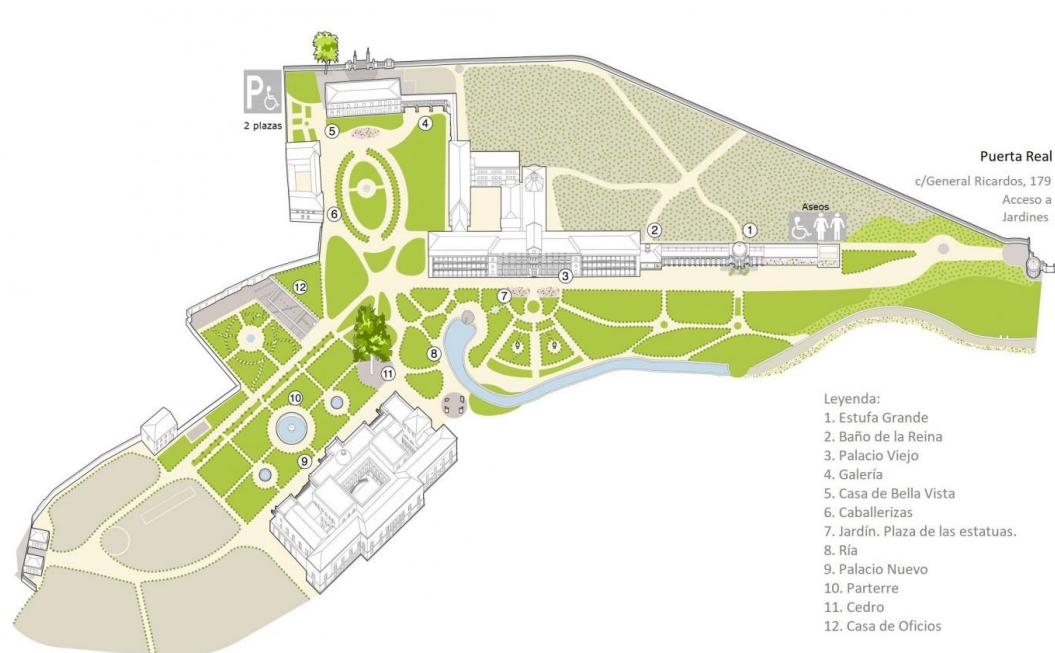 P
2 plazas
5
4
6
12
Aseos
2
1
3
7
8
11
10
9
Puerta Real
c/General Ricardos, 179
Acceso a
Jardines
Leyenda:
1. Estufa Grande
2. Baño de la Reina
3. Palacio Viejo
4. Galería
5. Casa de Bella Vista
6. Caballerizas
7. Jardín. Plaza de las estatuas.
8. Ría
9. Palacio Nuevo
10. Parterre
11. Cedro
12. Casa de Oficios